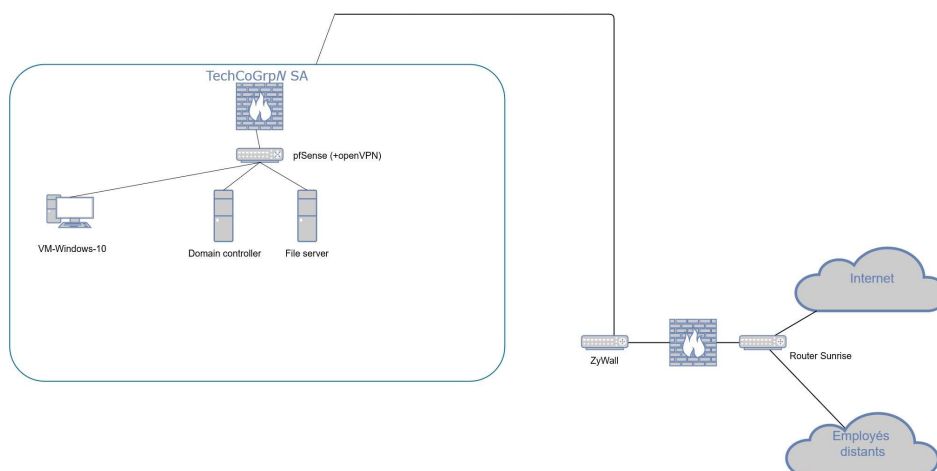 TechCoGrpN SA
pfSense (+openVPN)
VM-Windows-10
Domain controller
File server
Internet
ZyWall
Router Sunrise
Employés
distants